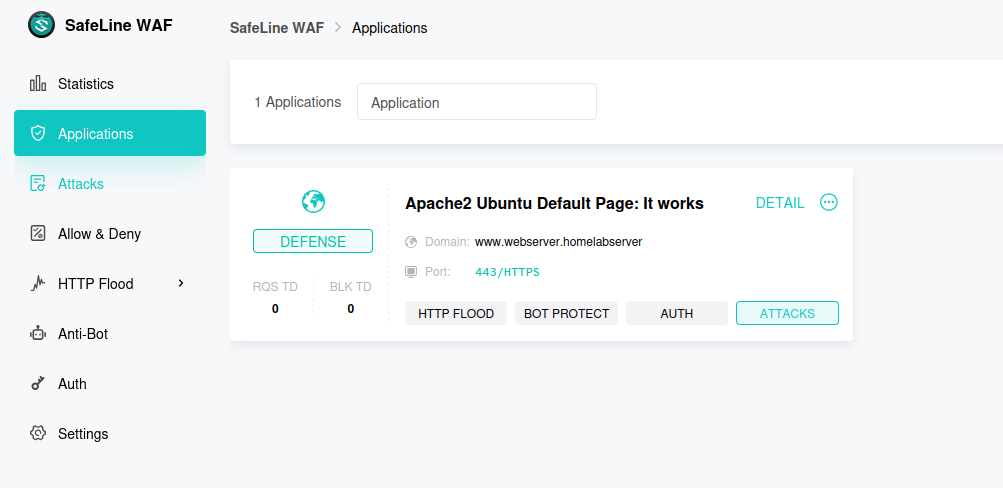 SafeLine WAF
SafeLine WAF > Applications
Statistics
Applications
Attacks
Allow & Deny
HTTP Flood
Anti-Bot
Auth
Settings
1 Applications Application
DEFENSE
RQS TD BLK TD
0 0
Apache2 Ubuntu Default Page: It works DETAIL
Domain: www.webserver.homelabserver
Port: 443/HTTPS
HTTP FLOOD BOT PROTECT AUTH ATTACKS